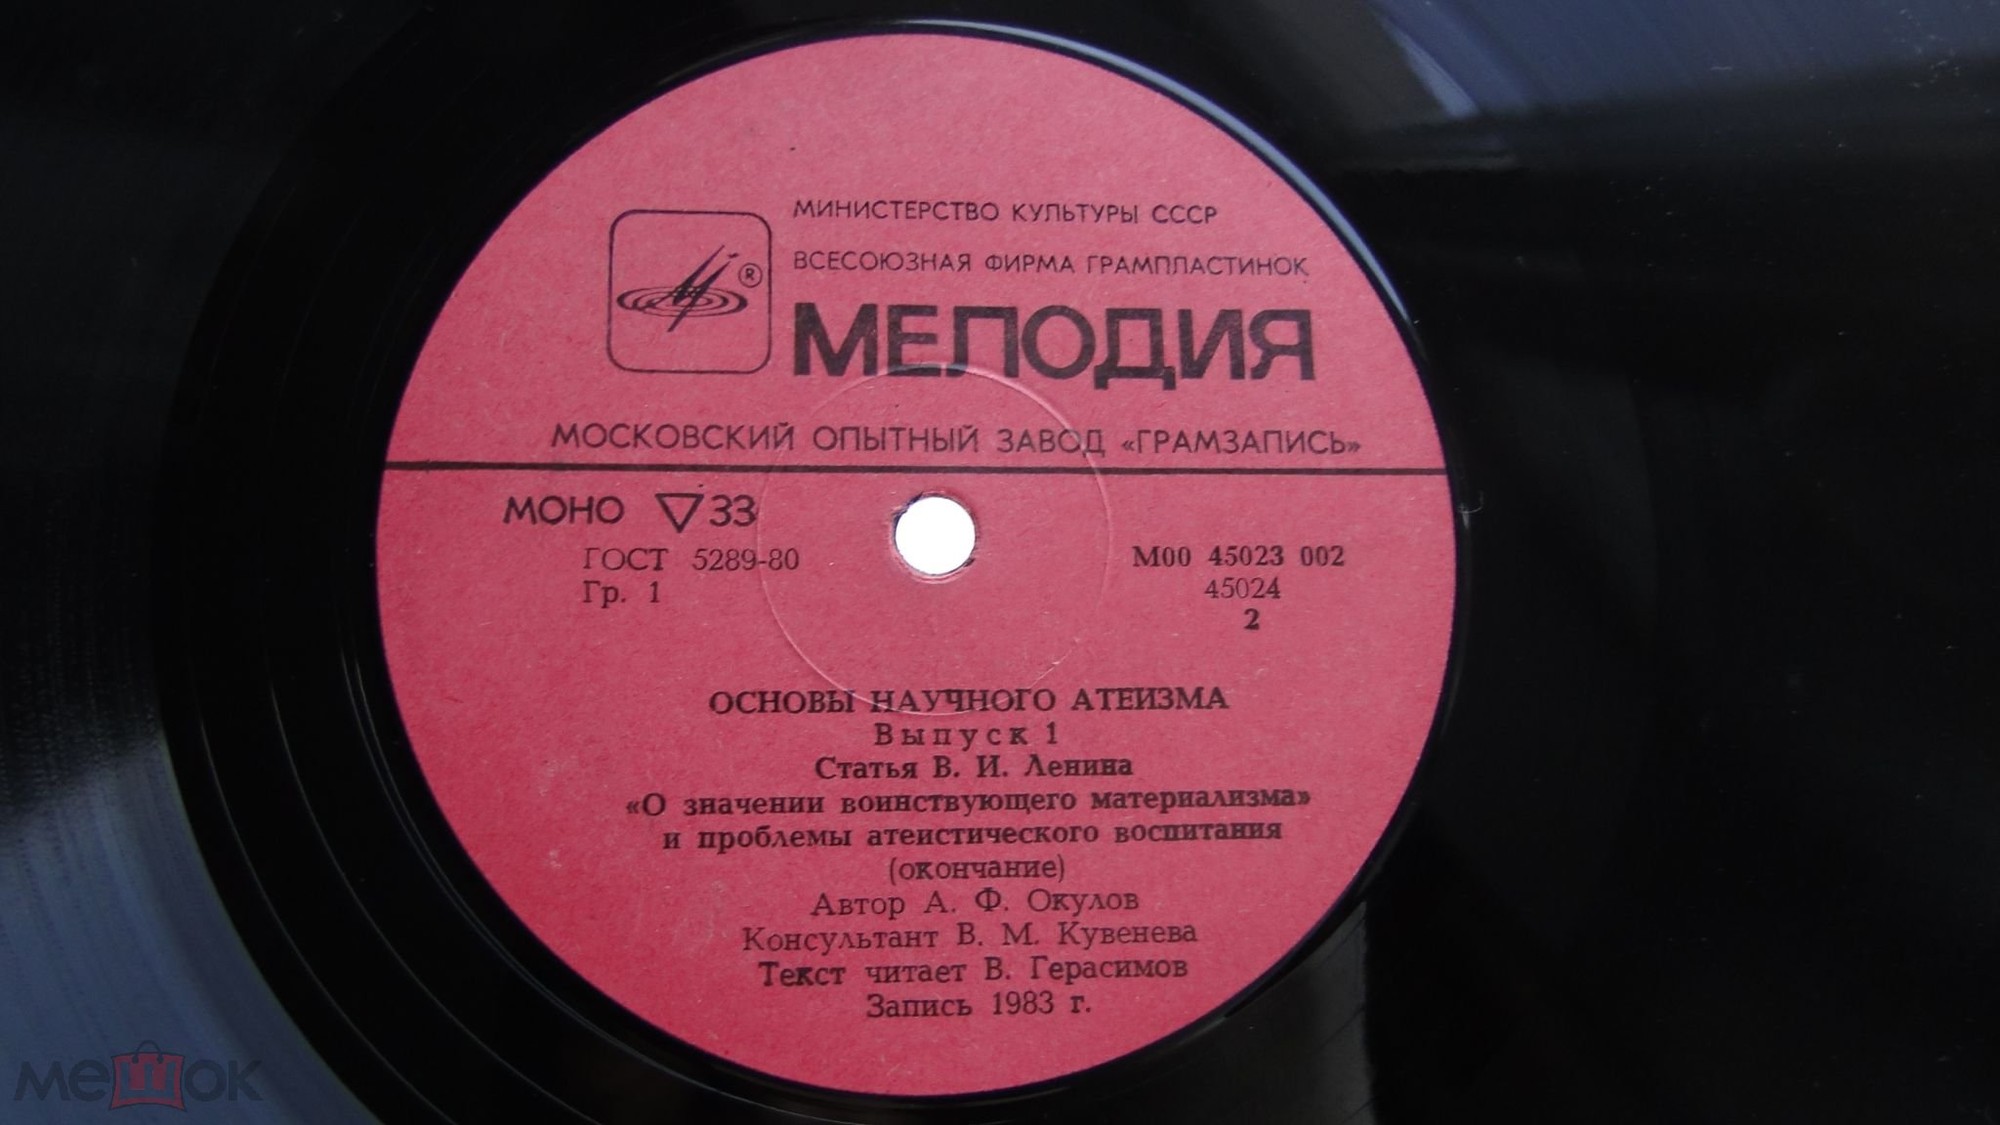 МИНИСТЕРСТВО КУЛЬТУРЫ СССР
ВСЕСОЮЗНАЯ ФИРМА ГРАМПЛАСТИНОК
®
МЕЛОДИЯ
МОСКОВСКИЙ ОПЫТНЫЙ ЗАВОД «ГРАМЗАПИСЬ»
МОНО ▽33
ГОСТ 5289-80
Гр. 1
М00 45023 002
45024
2
ОСНОВЫ НАУЧНОГО АТЕИЗМА
Выпуск 1
Статья В. И. Ленина
«О значении воинствующего материализма»
и проблемы атеистического воспитания
(окончание)
Автор А. Ф. Окулов
Консультант В. М. Кувенева
Текст читает В. Герасимов
Запись 1983 г.
мешок